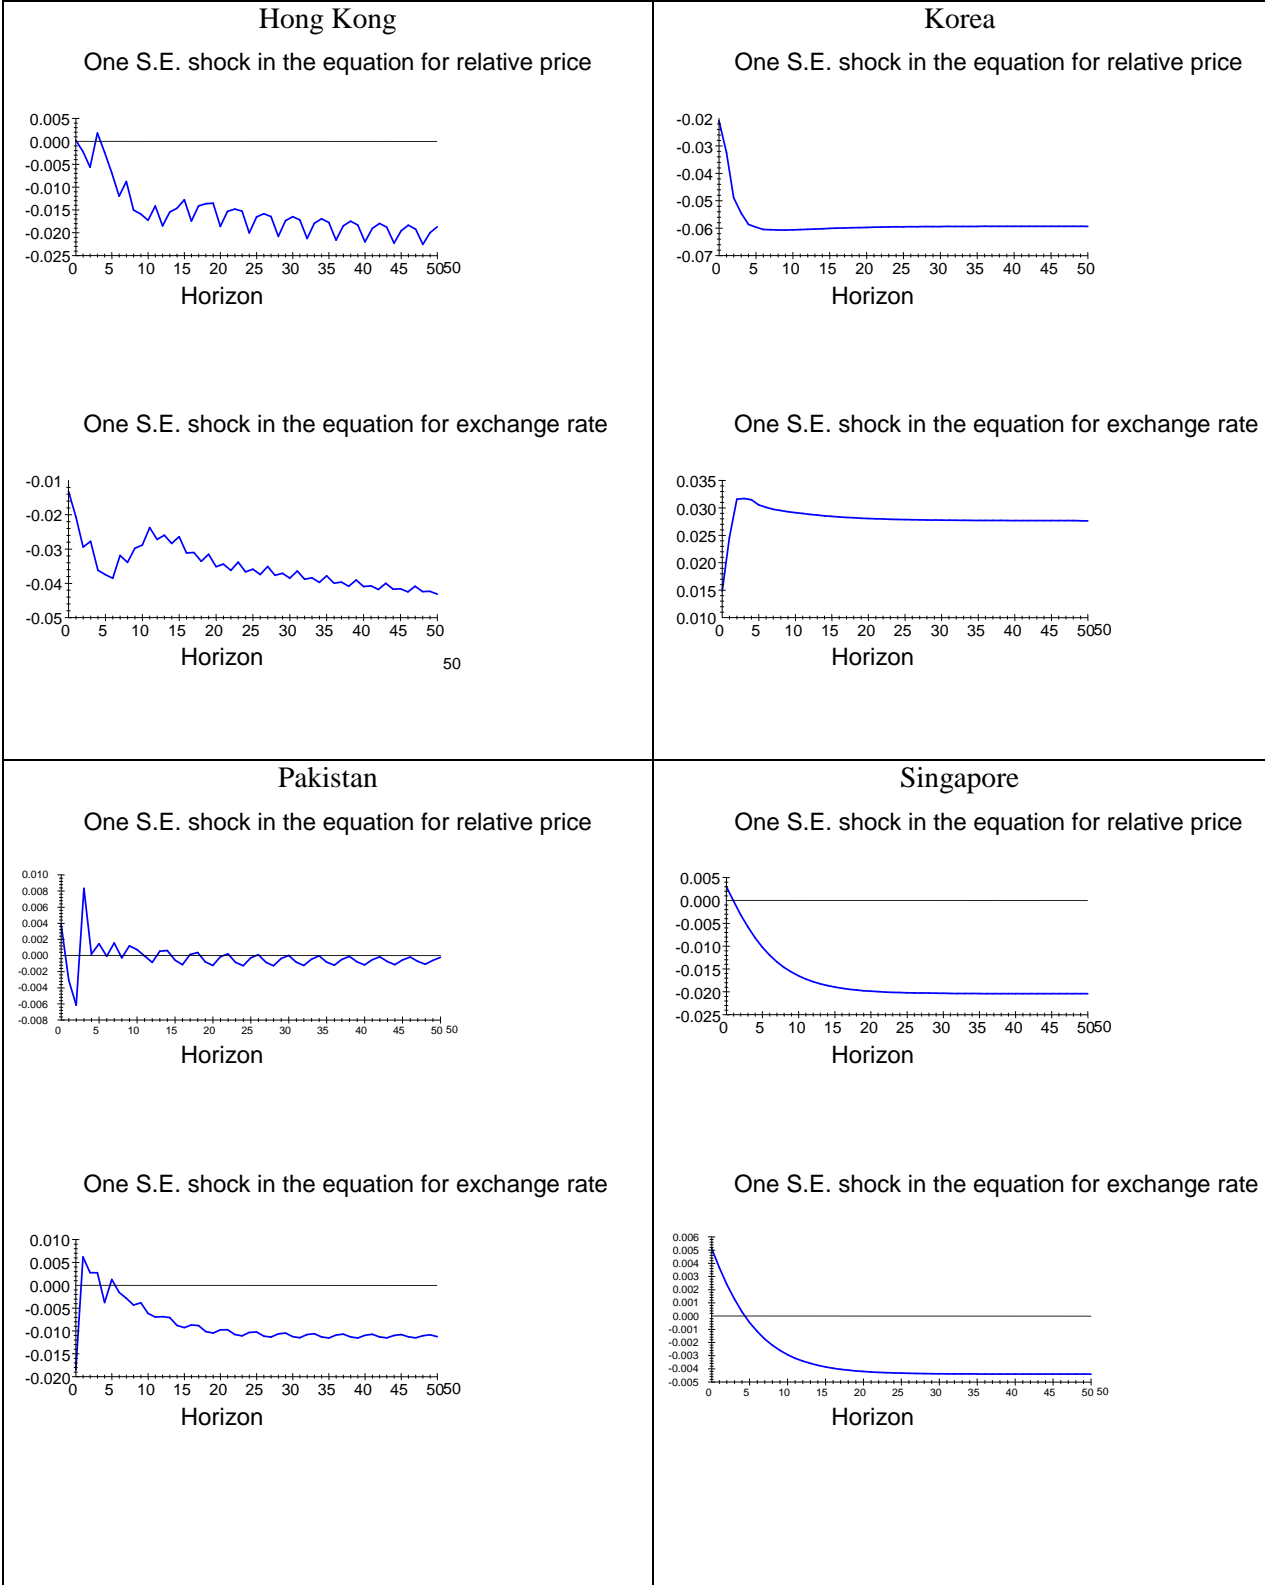 Hong Kong
One S.E. shock in the equation for relative price
0.005
0.000
-0.005
-0.010
-0.015
-0.020
-0.025
0 5 10 15 20 25 30 35 40 45 50 50
Horizon
One S.E. shock in the equation for exchange rate
-0.01
-0.02
-0.03
-0.04
-0.05
0 5 10 15 20 25 30 35 40 45 50
Horizon
50
Korea
One S.E. shock in the equation for relative price
-0.02
-0.03
-0.04
-0.05
-0.06
-0.07
0 5 10 15 20 25 30 35 40 45 50
Horizon
One S.E. shock in the equation for exchange rate
0.035
0.030
0.025
0.020
0.015
0.010
0 5 10 15 20 25 30 35 40 45 50 50
Horizon
Pakistan
One S.E. shock in the equation for relative price
0.010
0.008
0.006
0.004
0.002
0.000
-0.002
-0.004
-0.006
-0.008
0 5 10 15 20 25 30 35 40 45 50 50
Horizon
One S.E. shock in the equation for exchange rate
0.010
0.005
0.000
-0.005
-0.010
-0.015
-0.020
0 5 10 15 20 25 30 35 40 45 50 50
Horizon
Singapore
One S.E. shock in the equation for relative price
0.005
0.000
-0.005
-0.010
-0.015
-0.020
-0.025
0 5 10 15 20 25 30 35 40 45 50 50
Horizon
One S.E. shock in the equation for exchange rate
0.006
0.005
0.004
0.003
0.002
0.001
0.000
-0.001
-0.002
-0.003
-0.004
-0.005
0 5 10 15 20 25 30 35 40 45 50 50
Horizon